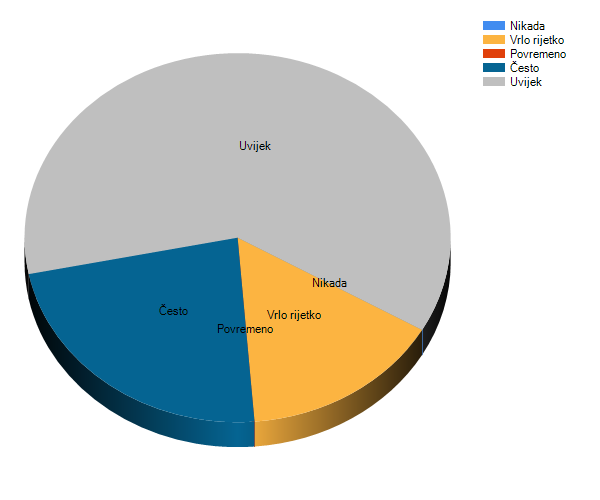 Nikada
Vrlo rijetko
Povremeno
Često
Uvijek
Uvijek
Nikada
Često
Vrlo rijetko
Povremeno